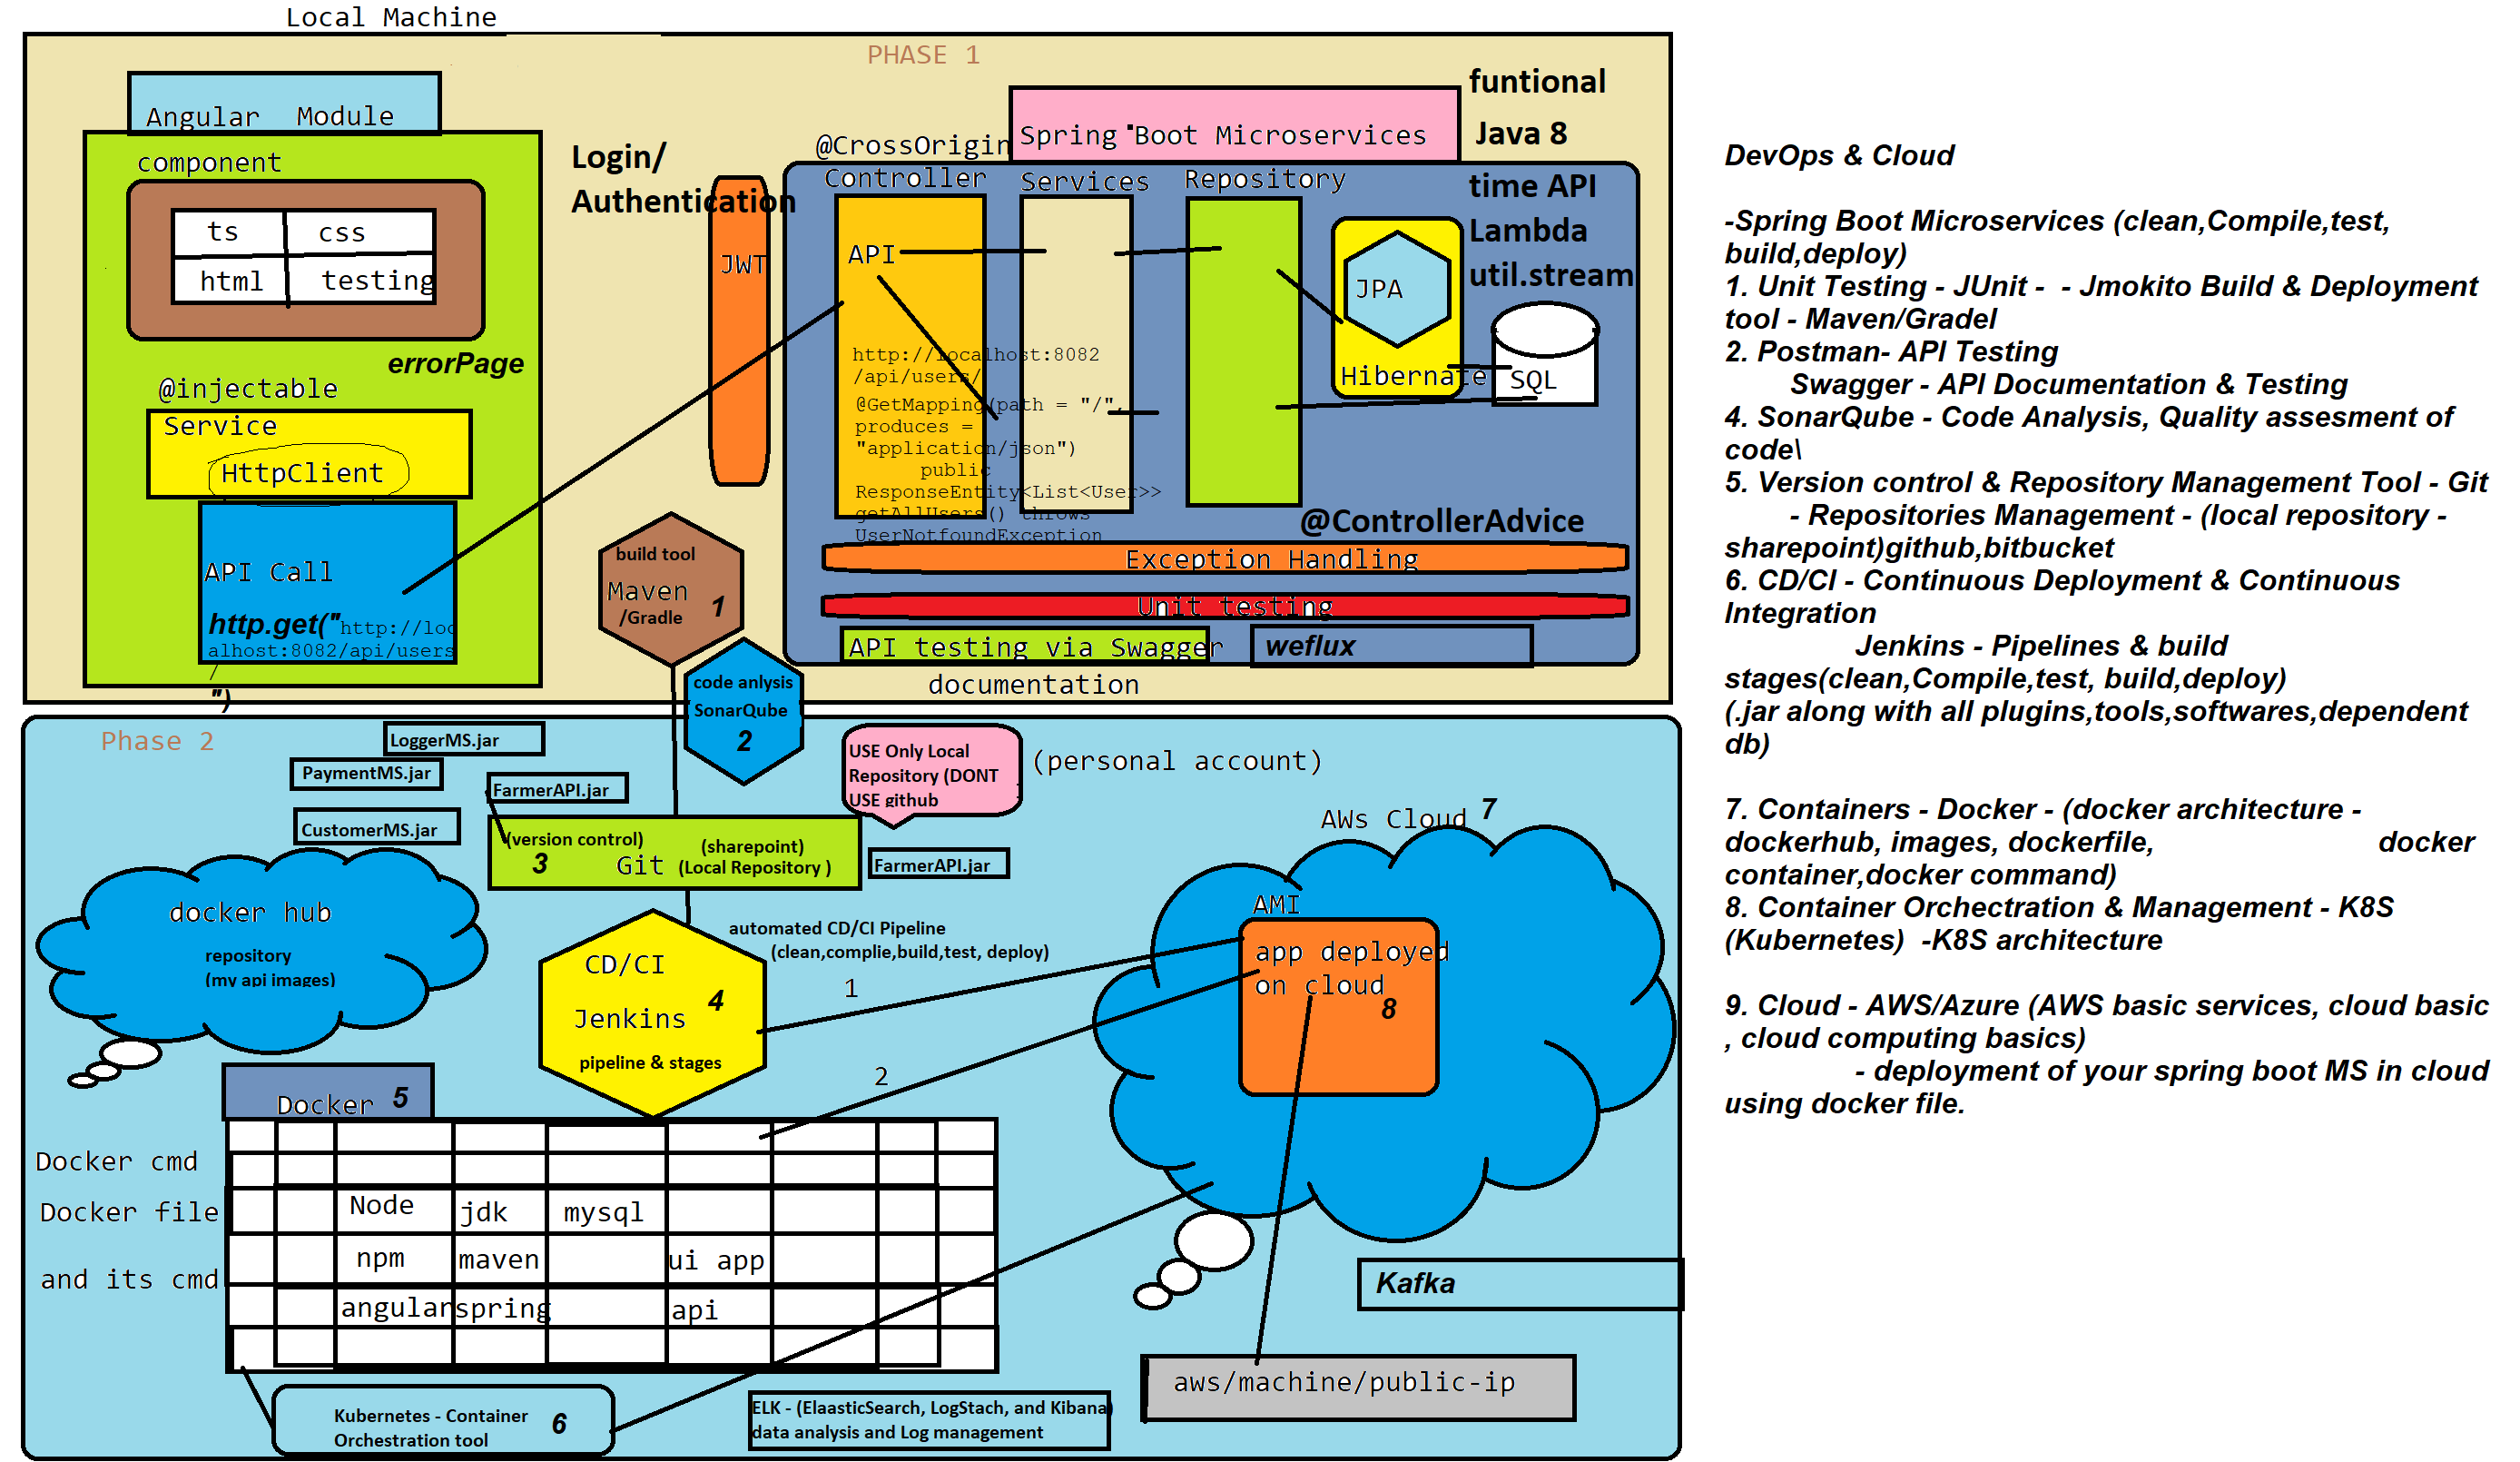 Local Machine
PHASE 1
Angular  Module
component
ts
css
html
testing
errorPage
@injectable
Service
HttpClient
API Call
http.get("http://loc
alhost:8082/api/users
/
")
Login/
Authentication
JWT
build tool
Maven
/Gradle
1
code anlysis
SonarQube
2
@CrossOrigin
Spring Boot Microservices
Controller
Services
Repository
API
http://localhost:8082
/api/users/
@GetMapping(path = "/",
produces =
"application/json")
public
ResponseEntity<List<User>>
getAllUsers() throws
UserNotfoundException
JPA
Hibernate
SQL
funtional
Java 8
time API
Lambda
util.stream
@ControllerAdvice
Exception Handling
Unit testing
API testing via Swagger
weflux
documentation
Phase 2
LoggerMS.jar
PaymentMS.jar
FarmerAPI.jar
CustomerMS.jar
USE Only Local
Repository (DONT
USE github
(personal account)
(version control)
3
Git
(sharepoint)
(Local Repository )
FarmerAPI.jar
docker hub
repository
(my api images)
CD/CI
Jenkins
4
pipeline & stages
automated CD/CI Pipeline
(clean,complie,build,test, deploy)
1
2
AWs Cloud
7
AMI
app deployed
on cloud
8
Docker
5
Docker cmd
Docker file
and its cmd
Node
jdk
mysql
npm
maven
ui app
angular
spring
api
Kubernetes - Container
Orchestration tool
6
ELK - (ElaasticSearch, LogStach, and Kibana)
data analysis and Log management
Kafka
aws/machine/public-ip
DevOps & Cloud
-Spring Boot Microservices (clean,Compile,test,
build,deploy)
1. Unit Testing - JUnit -  - Jmokito Build & Deployment
tool - Maven/Gradel
2. Postman- API Testing
Swagger - API Documentation & Testing
4. SonarQube - Code Analysis, Quality assesment of
code\
5. Version control & Repository Management Tool - Git
- Repositories Management - (local repository -
sharepoint)github,bitbucket
6. CD/CI - Continuous Deployment & Continuous
Integration
Jenkins - Pipelines & build
stages(clean,Compile,test, build,deploy)
(.jar along with all plugins,tools,softwares,dependent
db)
7. Containers - Docker - (docker architecture -
dockerhub, images, dockerfile, docker
container,docker command)
8. Container Orchectration & Management - K8S
(Kubernetes)  -K8S architecture
9. Cloud - AWS/Azure (AWS basic services, cloud basic
, cloud computing basics)
- deployment of your spring boot MS in cloud
using docker file.